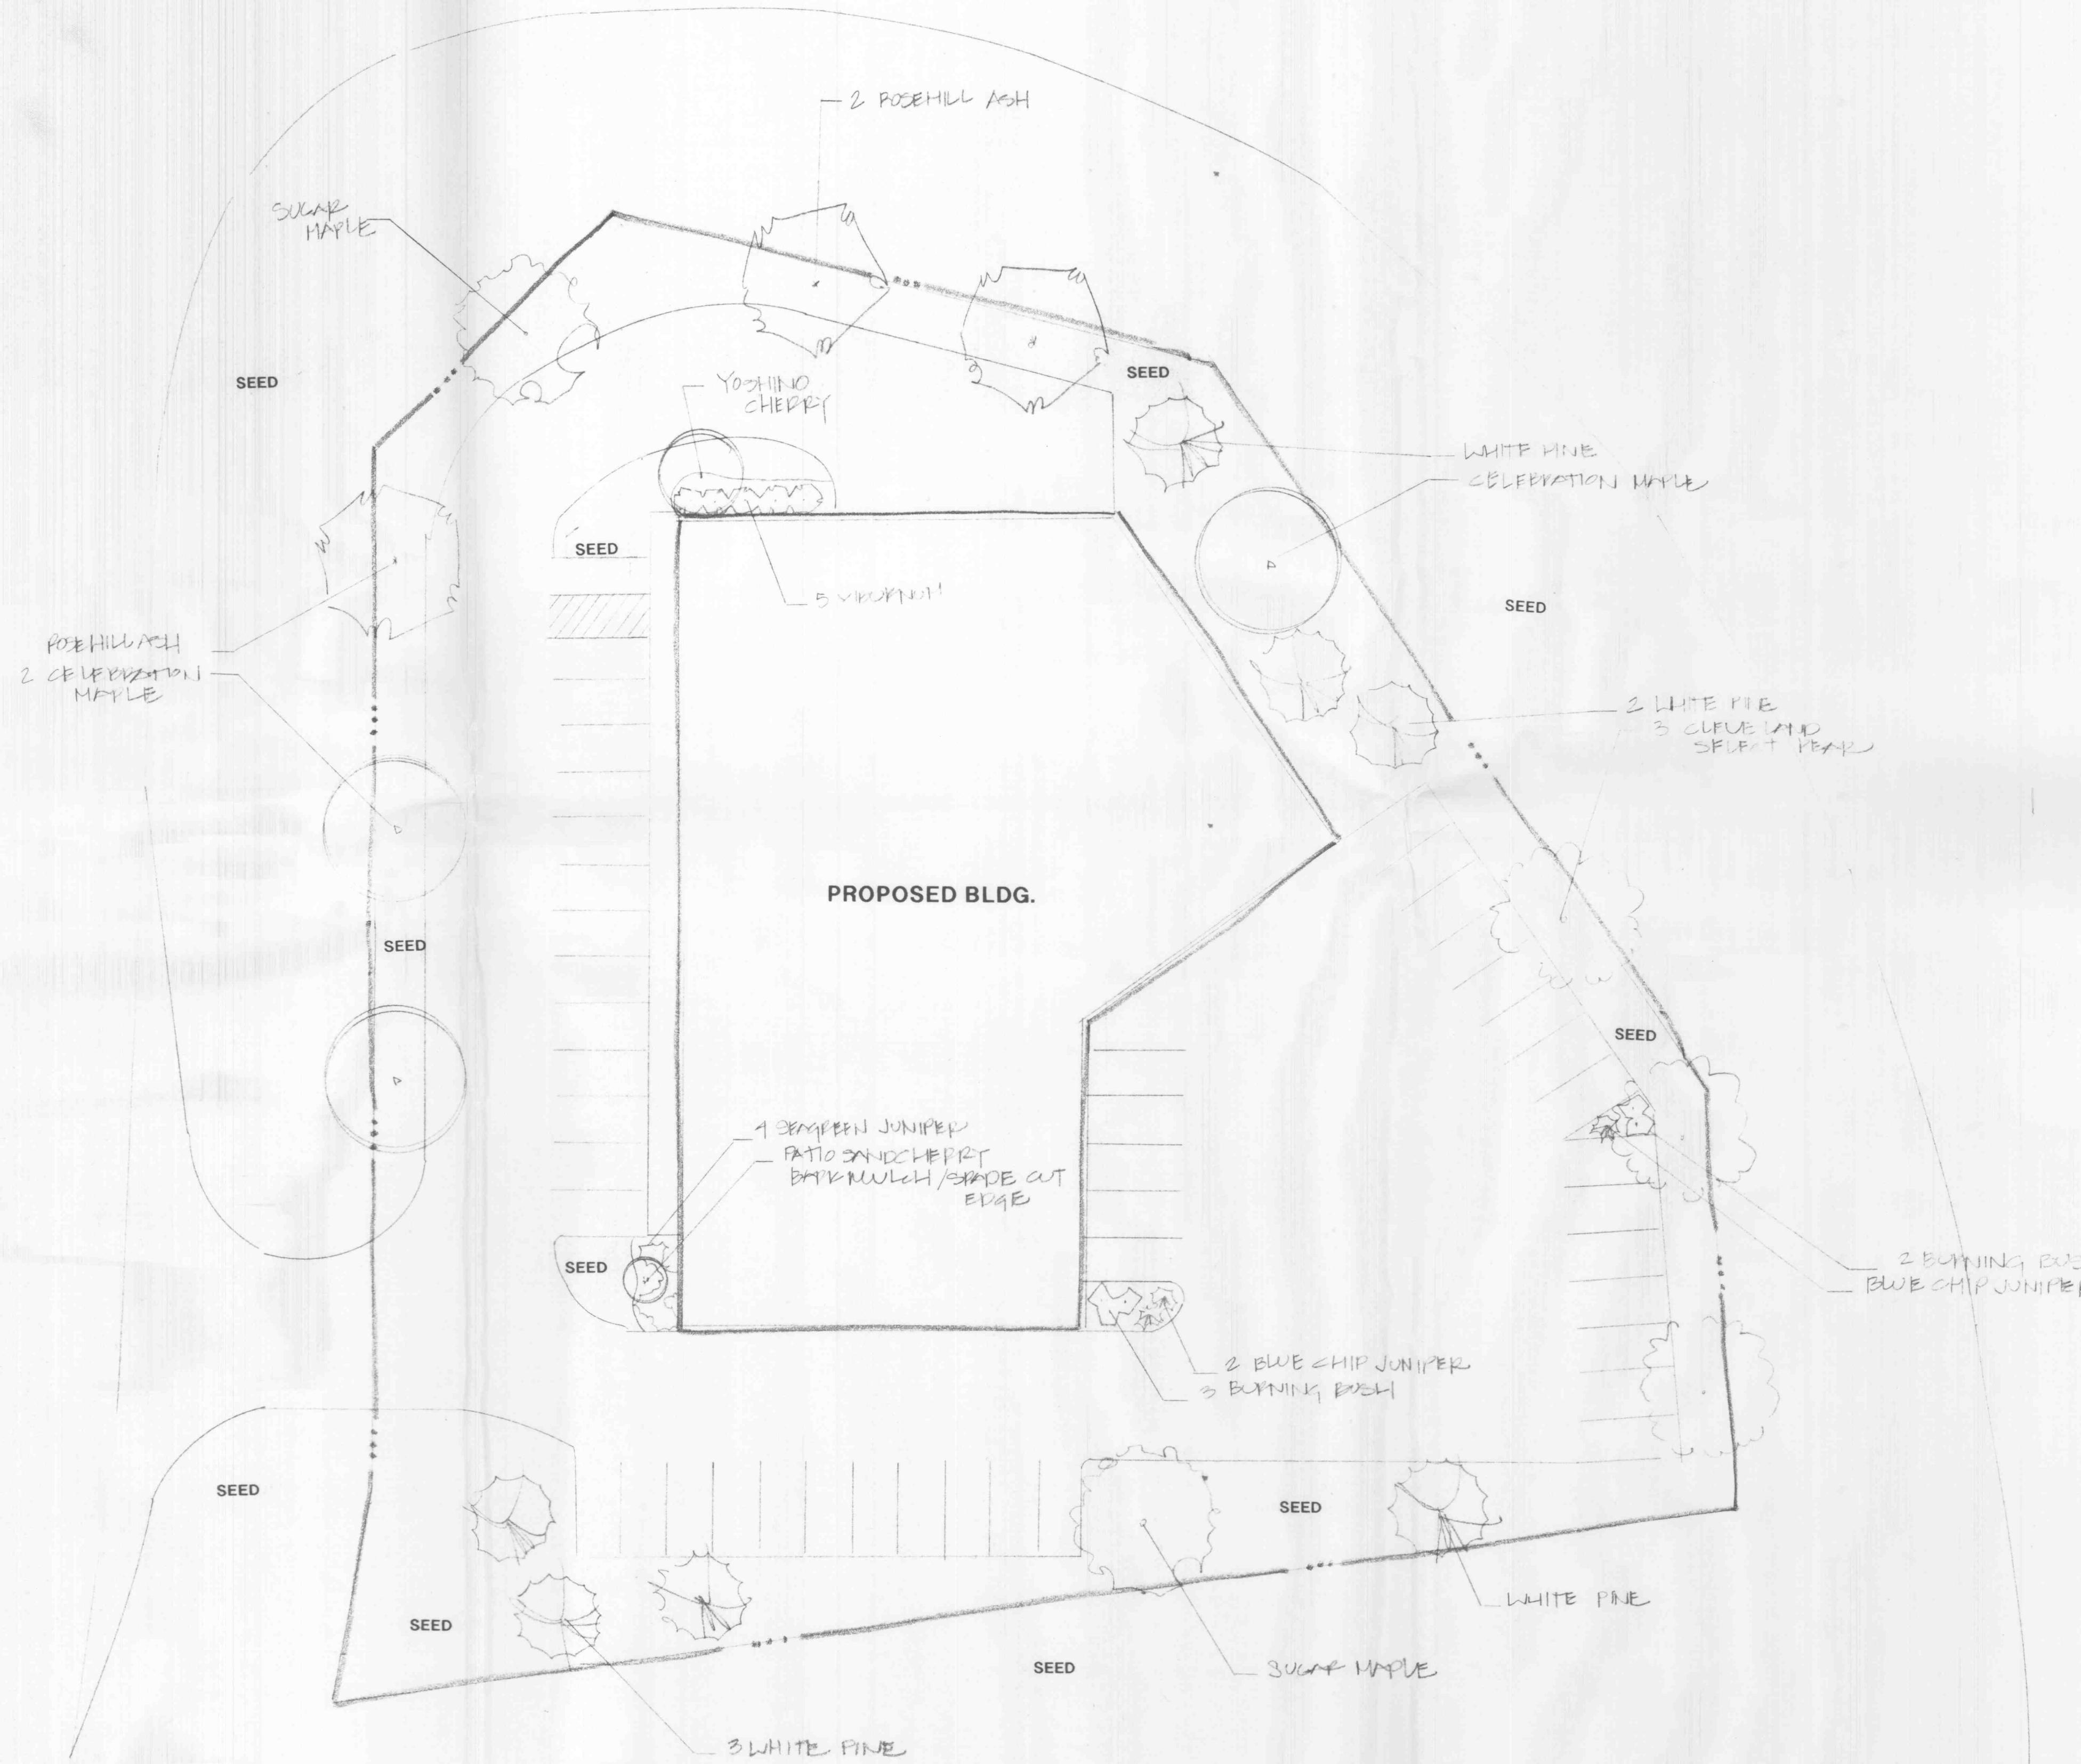 2 ROSEHILL ASH
SUGAR
MAPLE
SEED
SEED
YOSHINO
CHERRY
WHITE PINE
CELEBRATION MAPLE
SEED
5 VIBURNUM
SEED
ROSEHILL ASH
2 CELEBRATION
MAPLE
2 WHITE PINE
3 CLEVELAND
SELECT PEAR
PROPOSED BLDG.
SEED
SEED
4 SEAGREEN JUNIPER
PATIO SANDCHERRY
BARK MULCH / SPADE CUT
EDGE
SEED
2 BURNING BUS
BLUE CHIP JUNIPER
2 BLUE CHIP JUNIPER
3 BURNING BUSH
SEED
SEED
WHITE PINE
SEED
SEED
SUGAR MAPLE
3 WHITE PINE